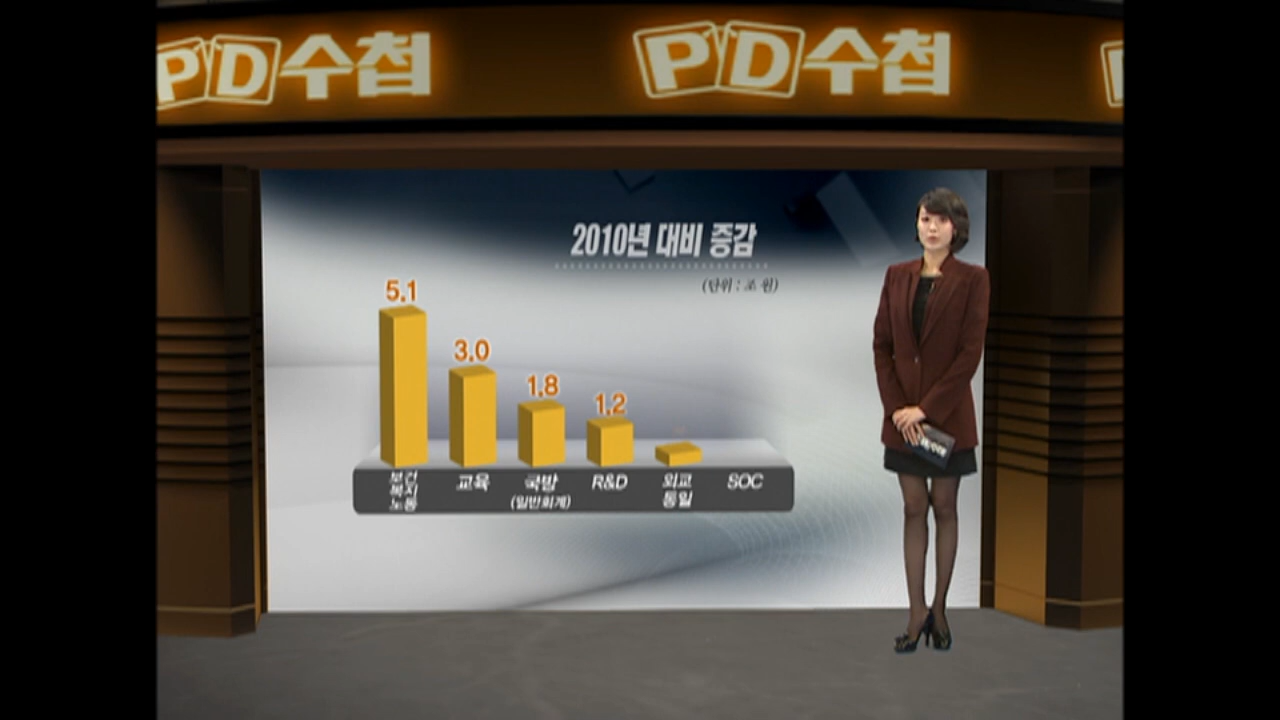 PD수첩
PD수첩
2010년 대비 증감
(단위 : 조 원)
5.1
3.0
1.8
1.2
보건
복지
노동
교육
국방
(일반회계)
R&D
외교
통일
SOC